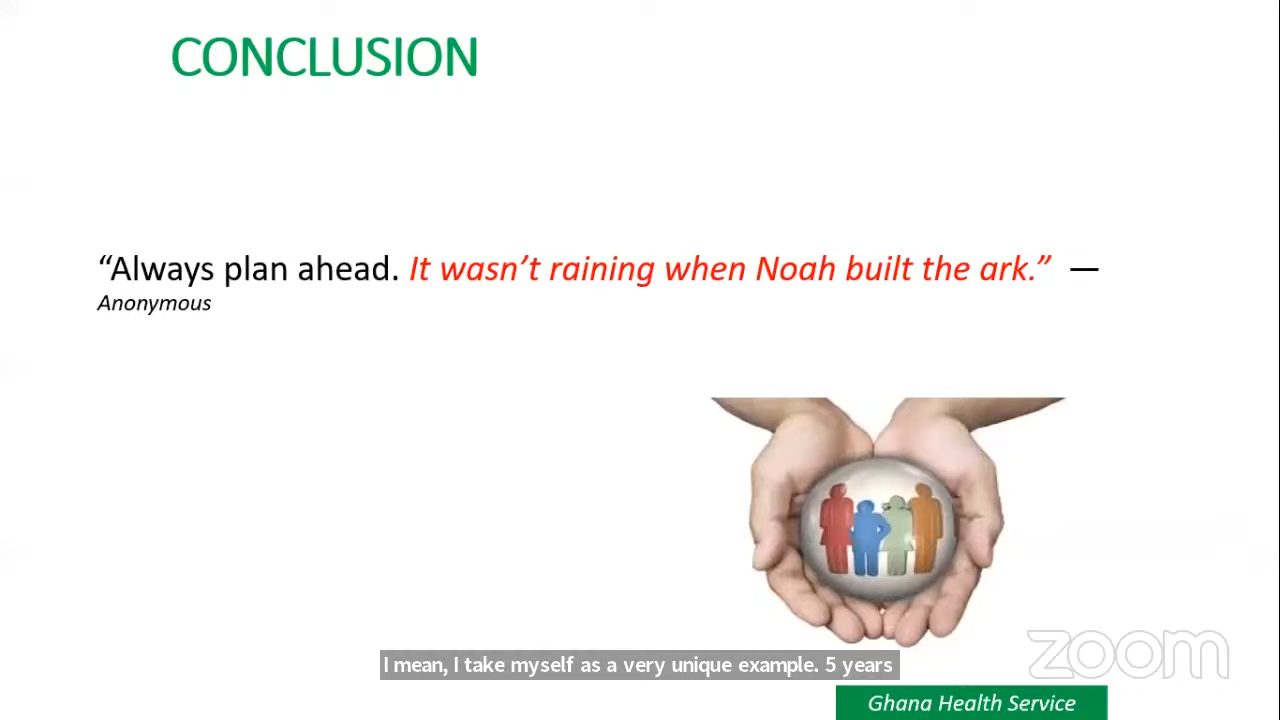 CONCLUSION
“Always plan ahead. It wasn’t raining when Noah built the ark.” —
Anonymous
I mean, I take myself as a very unique example. 5 years
zoom
Ghana Health Service